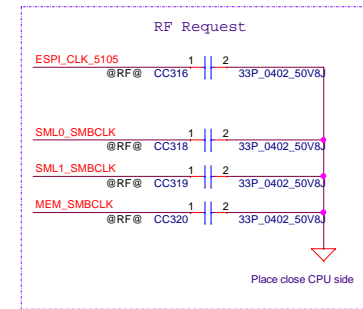 RF Request
ESPI_CLK_5105 1 2
@RF@ CC316 33P_0402_50V8J
SML0_SMBCLK 1 2
@RF@ CC318 33P_0402_50V8J
SML1_SMBCLK 1 2
@RF@ CC319 33P_0402_50V8J
MEM_SMBCLK 1 2
@RF@ CC320 33P_0402_50V8J
Place close CPU side